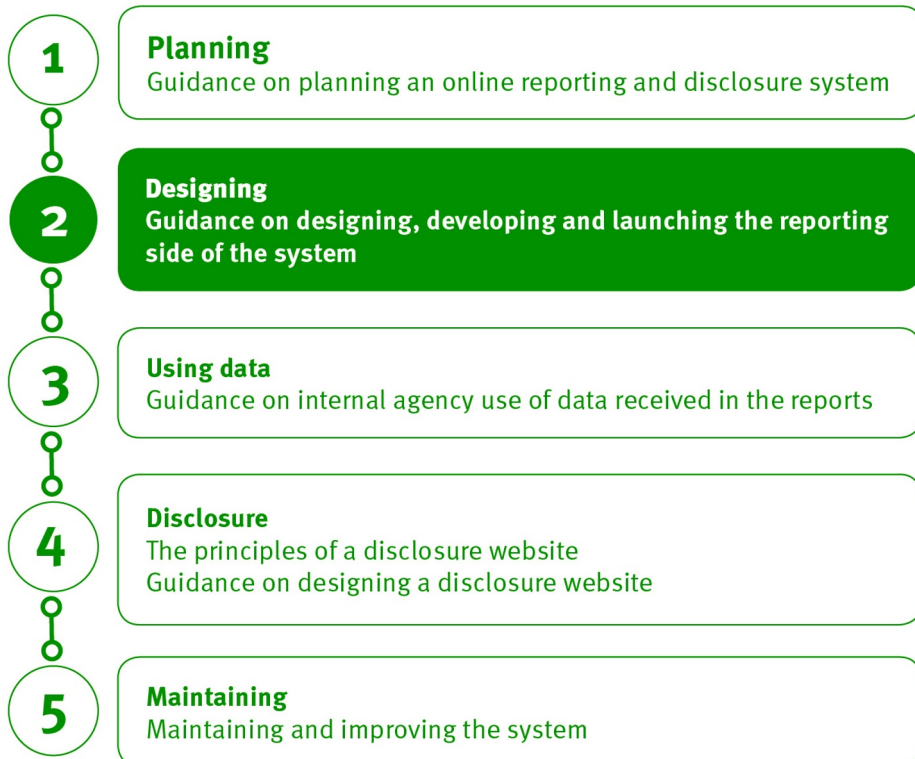 1
Planning
Guidance on planning an online reporting and disclosure system
2
Designing
Guidance on designing, developing and launching the reporting
side of the system
3
Using data
Guidance on internal agency use of data received in the reports
4
Disclosure
The principles of a disclosure website
Guidance on designing a disclosure website
5
Maintaining
Maintaining and improving the system